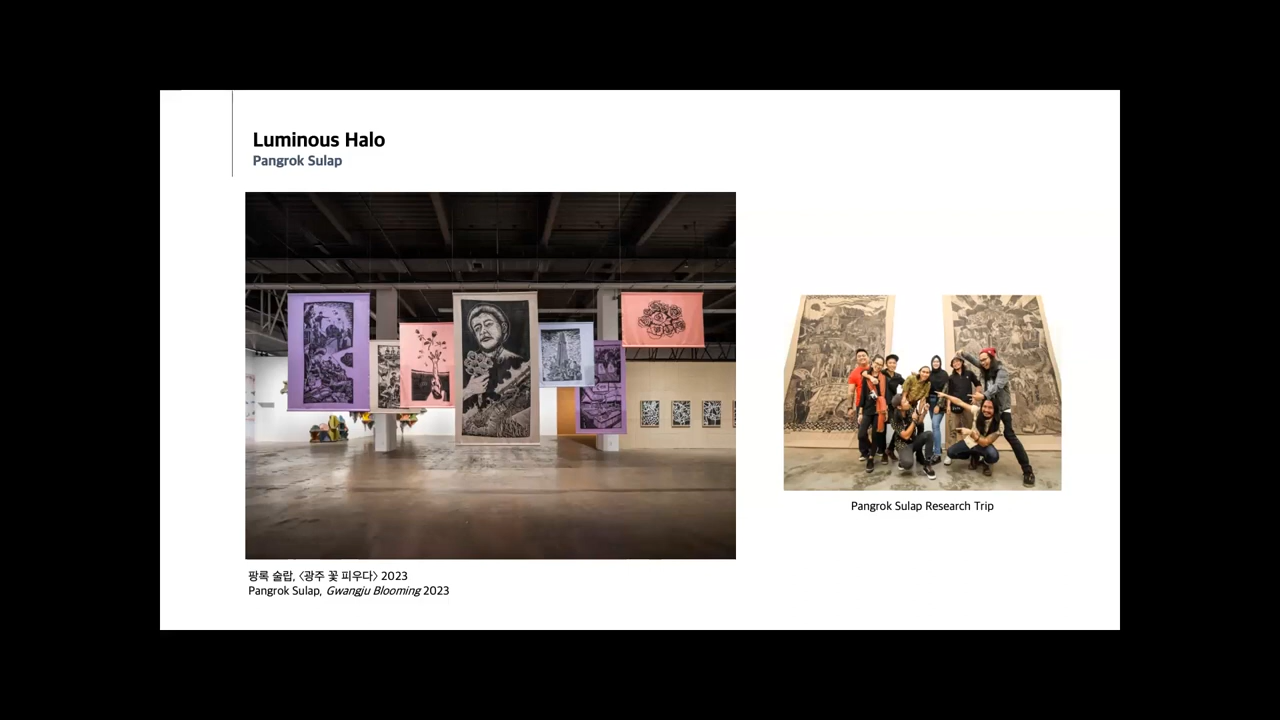 Luminous Halo
Pangrok Sulap
팡록 술랍, 〈광주 꽃 피우다〉 2023
Pangrok Sulap, Gwangju Blooming 2023
Pangrok Sulap Research Trip